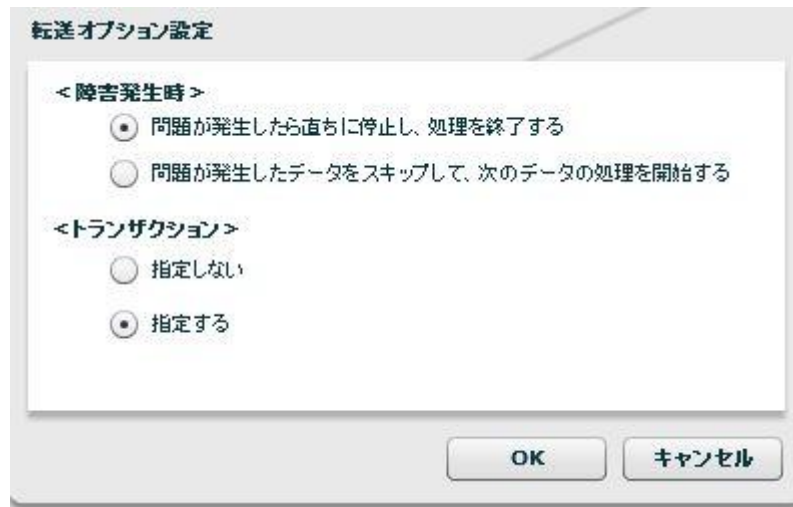 転送オプション設定
<障害発生時>
問題が発生したら直ちに停止し、処理を終了する
問題が発生したデータをスキップして、次のデータの処理を開始する
<トランザクション>
指定しない
指定する
OK キャンセル